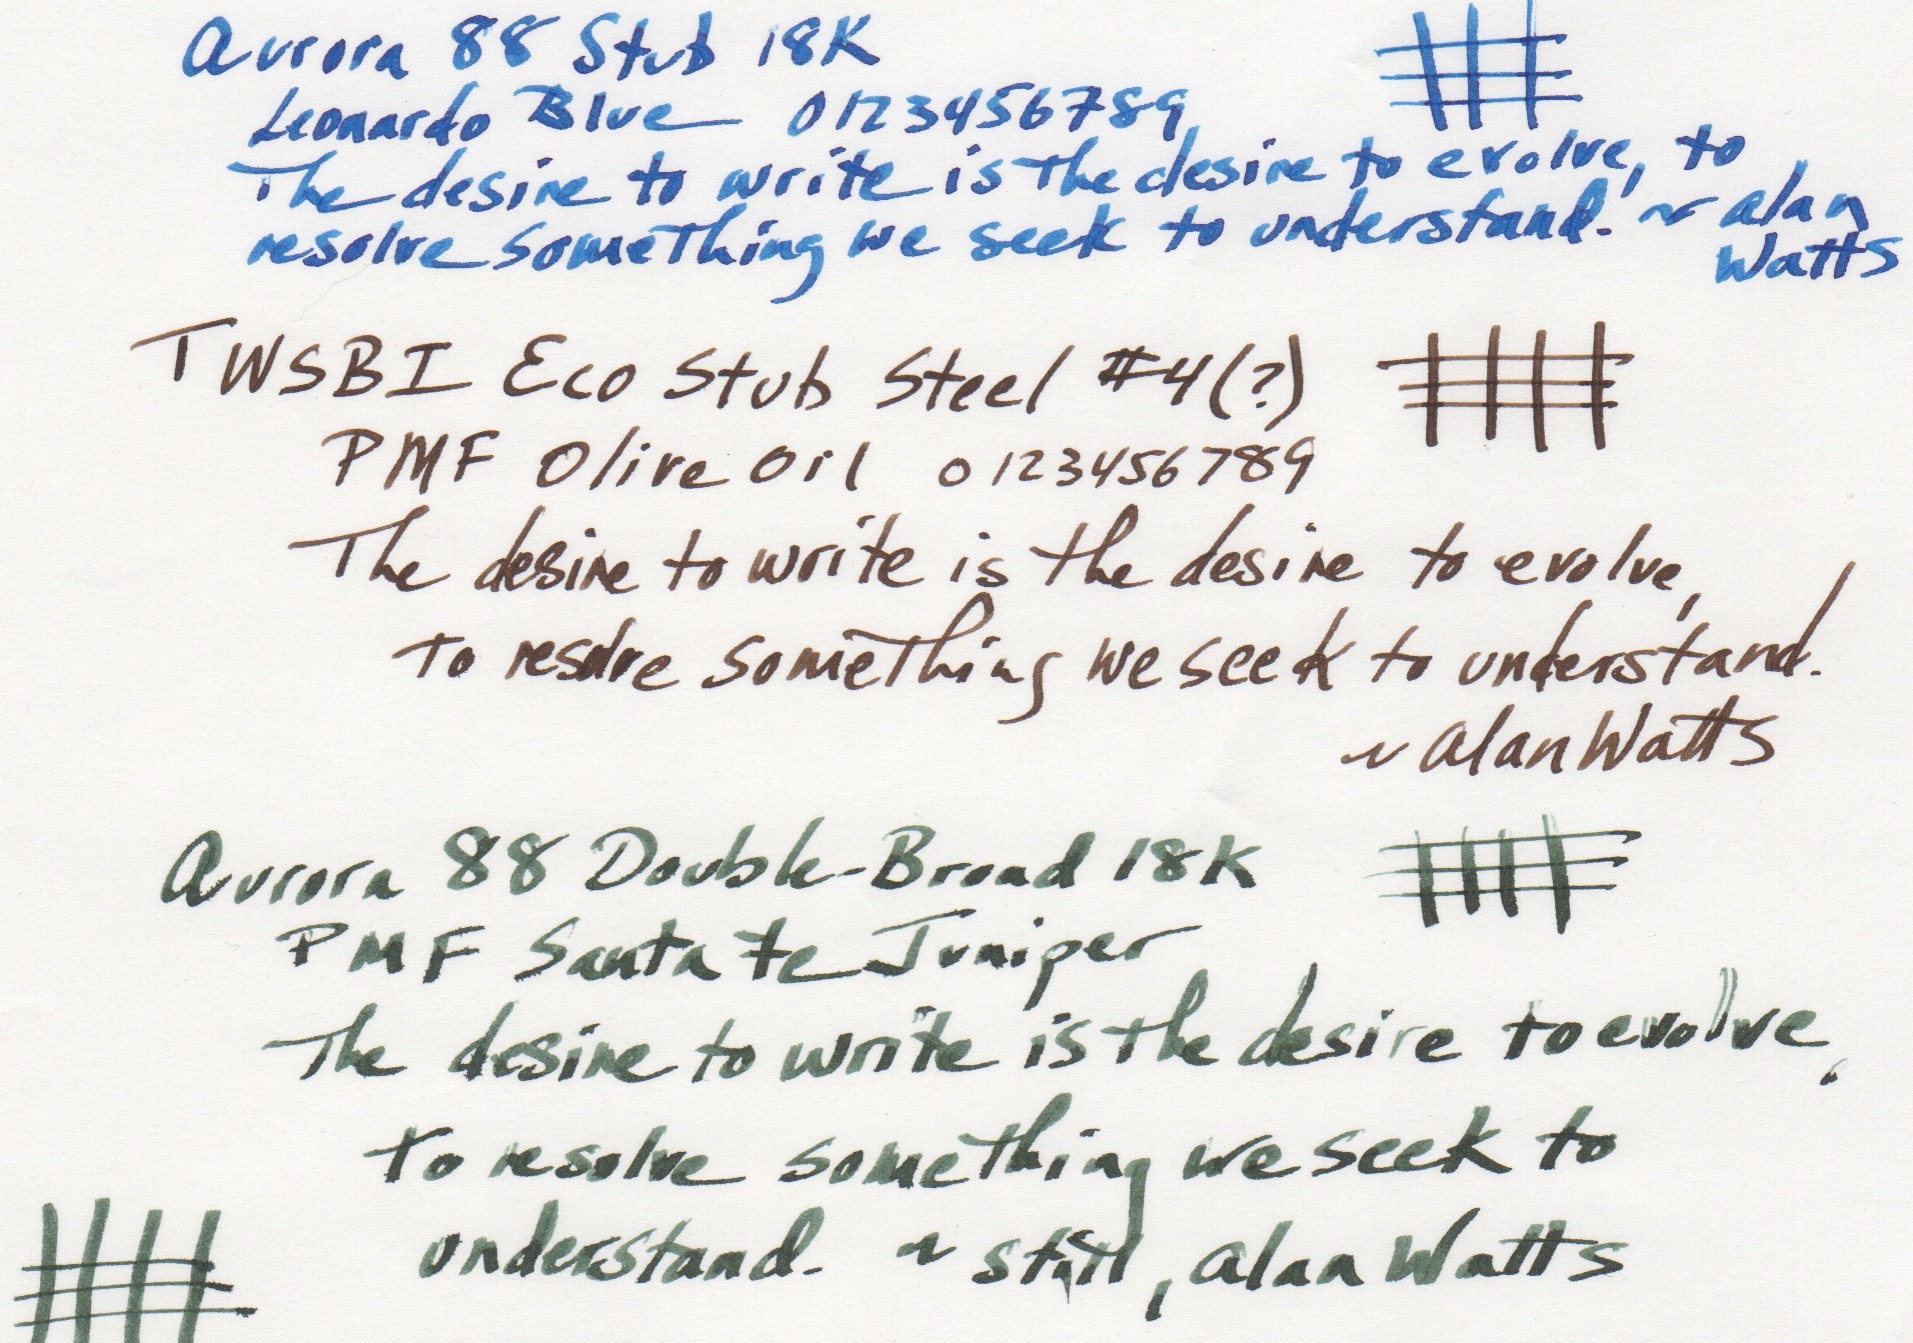 Aurora 88 Stub 18K
Leonardo Blue 0123456789
The desire to write is the desire to evolve, to
resolve something we seek to understand. ~ Alan
Watts
TWSBI Eco Stub Steel #4(?)
PMF Olive Oil 0123456789
The desire to write is the desire to evolve,
to resolve something we seek to understand.
~ Alan Watts
Aurora 88 Double-Broad 18K
PMF Santa Fe Juniper
The desire to write is the desire to evolve,
to resolve something we seek to
understand. ~ still, Alan Watts